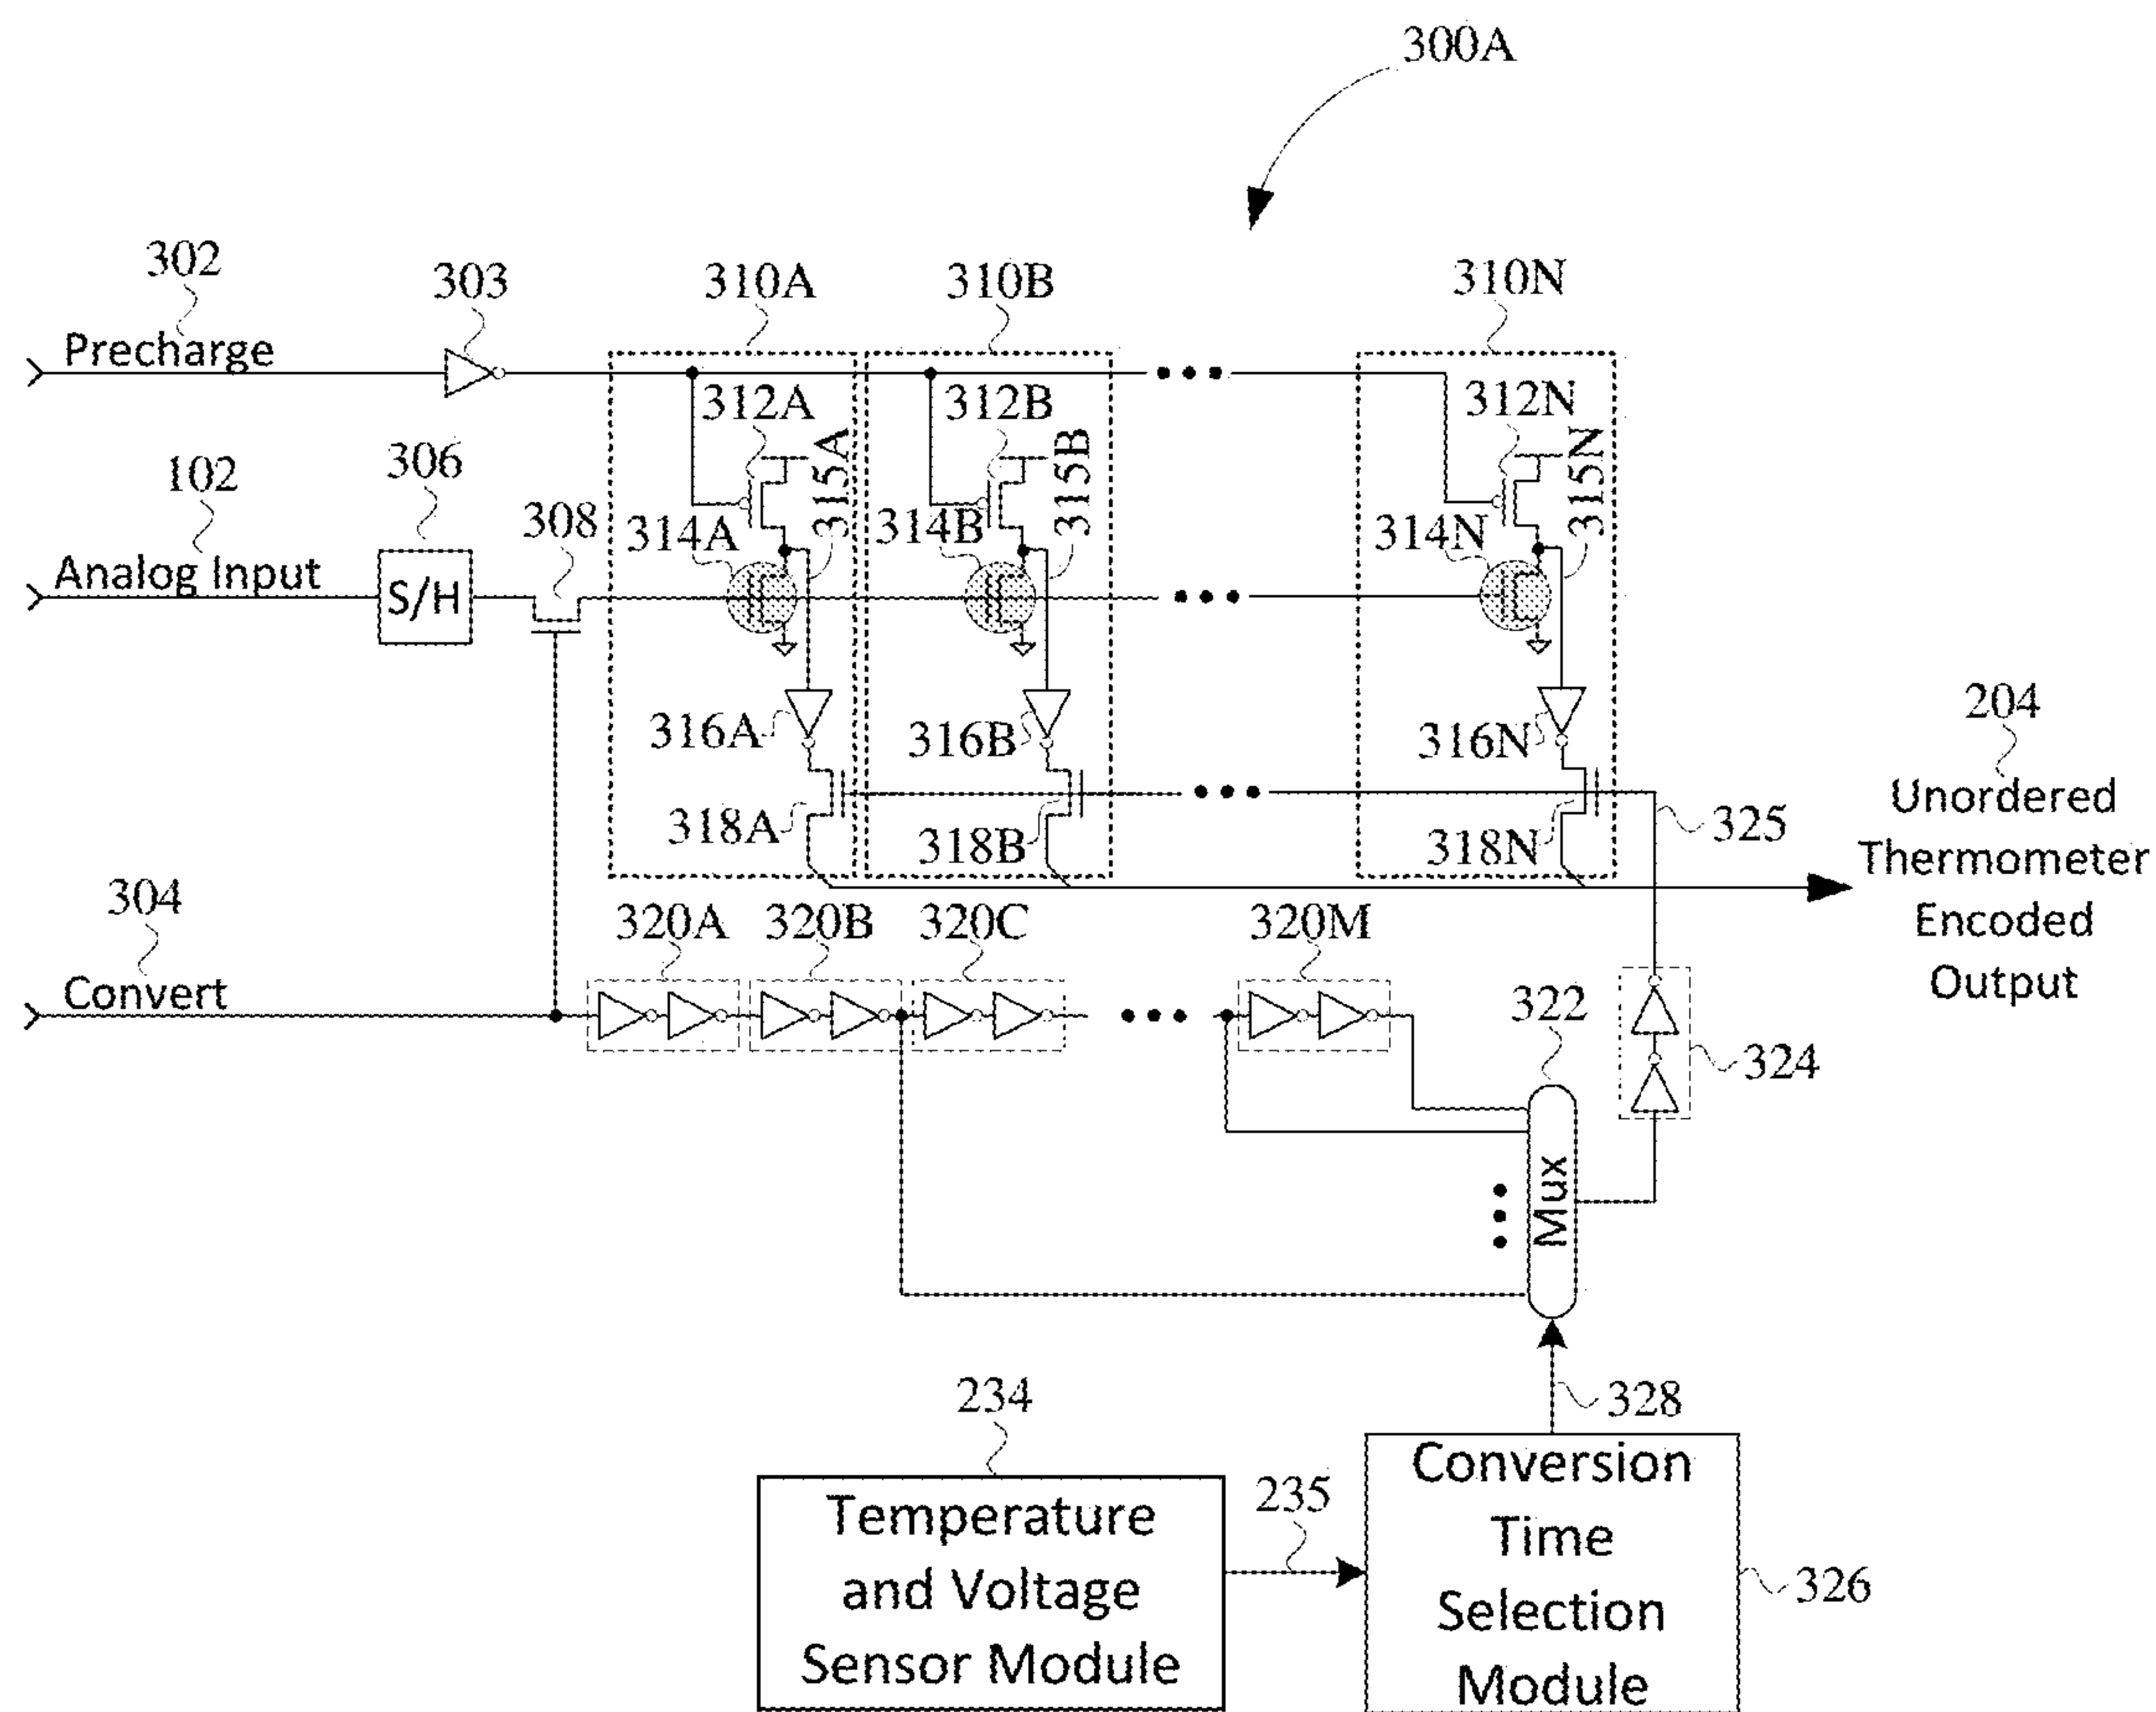 300A
302
303
310A
310B
310N
Precharge
312A
312B
312N
315A
315B
315N
102
306
308
314A
314B
314N
Analog Input
S/H
316A
316B
316N
204
Unordered
Thermometer
Encoded
Output
318A
318B
318N
325
304
320A
320B
320C
320M
Convert
322
324
Mux
328
234
235
Temperature
and Voltage
Sensor Module
Conversion
Time
Selection
Module
326